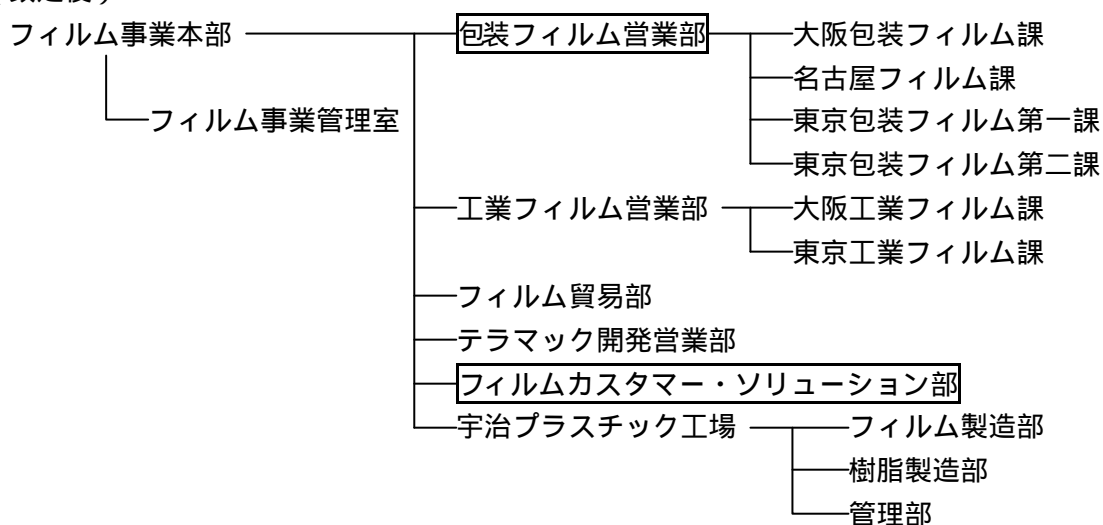 フィルム事業本部 包装フィルム営業部 大阪包装フィルム課
名古屋フィルム課
フィルム事業管理室 東京包装フィルム第一課
東京包装フィルム第二課
工業フィルム営業部 大阪工業フィルム課
東京工業フィルム課
フィルム貿易部
テラマック開発営業部
フィルムカスタマー・ソリューション部
宇治プラスチック工場 フィルム製造部
樹脂製造部
管理部